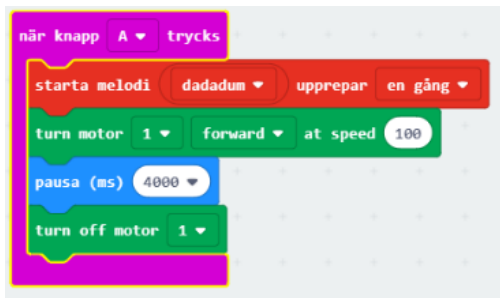 när knapp A trycks
starta melodi dadadum upprepar en gång
turn motor 1 forward at speed 100
pausa (ms) 4000
turn off motor 1